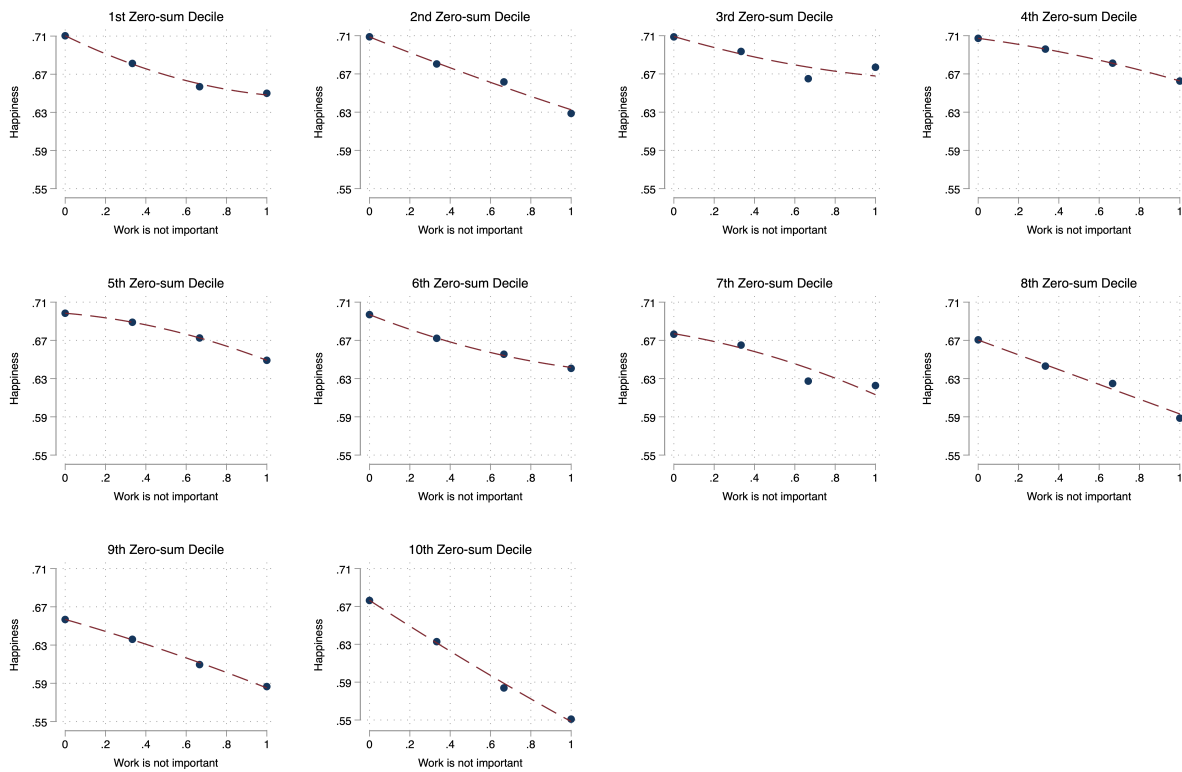 1st Zero-sum Decile
Happiness
.71
.67
.63
.59
.55
0 .2 .4 .6 .8 1
Work is not important
2nd Zero-sum Decile
Happiness
.71
.67
.63
.59
.55
0 .2 .4 .6 .8 1
Work is not important
3rd Zero-sum Decile
Happiness
.71
.67
.63
.59
.55
0 .2 .4 .6 .8 1
Work is not important
4th Zero-sum Decile
Happiness
.71
.67
.63
.59
.55
0 .2 .4 .6 .8 1
Work is not important
5th Zero-sum Decile
Happiness
.71
.67
.63
.59
.55
0 .2 .4 .6 .8 1
Work is not important
6th Zero-sum Decile
Happiness
.71
.67
.63
.59
.55
0 .2 .4 .6 .8 1
Work is not important
7th Zero-sum Decile
Happiness
.71
.67
.63
.59
.55
0 .2 .4 .6 .8 1
Work is not important
8th Zero-sum Decile
Happiness
.71
.67
.63
.59
.55
0 .2 .4 .6 .8 1
Work is not important
9th Zero-sum Decile
Happiness
.71
.67
.63
.59
.55
0 .2 .4 .6 .8 1
Work is not important
10th Zero-sum Decile
Happiness
.71
.67
.63
.59
.55
0 .2 .4 .6 .8 1
Work is not important